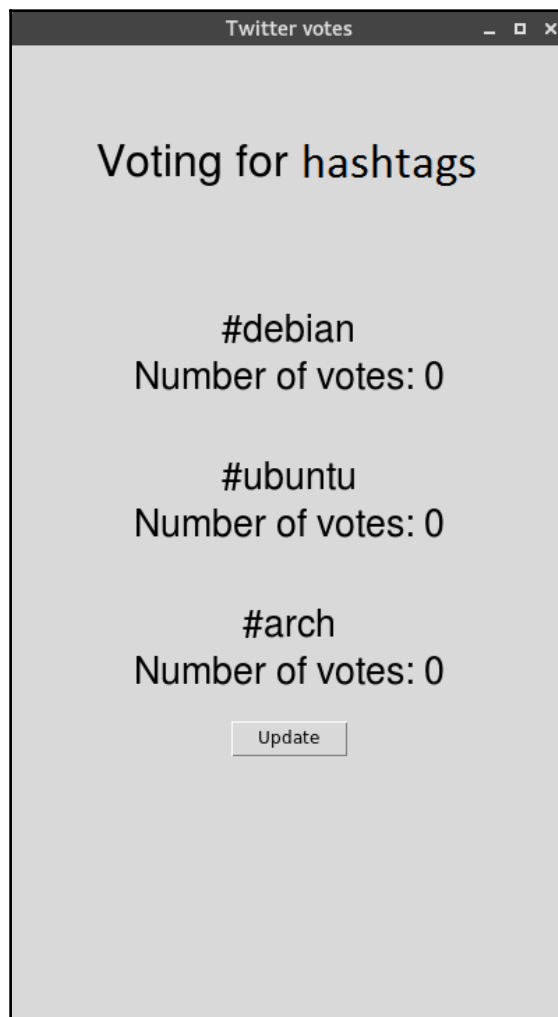 Twitter votes
Voting for hashtags
#debian
Number of votes: 0
#ubuntu
Number of votes: 0
#arch
Number of votes: 0
Update